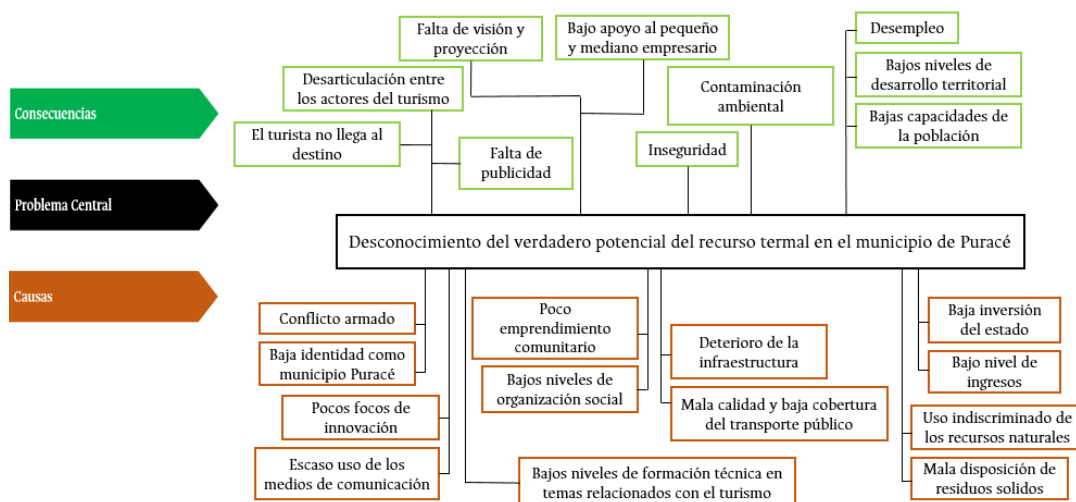 Falta de visión y
proyección
Bajo apoyo al pequeño
y mediano empresario
Desempleo
Desarticulación entre
los actores del turismo
Contaminación
ambiental
Bajos niveles de
desarrollo territorial
Consecuencias
El turista no llega al
destino
Falta de
publicidad
Inseguridad
Bajas capacidades de
la población
Problema Central
Desconocimiento del verdadero potencial del recurso termal en el municipio de Puracé
Causas
Conflicto armado
Baja identidad como
municipio Puracé
Pocos focos de
innovación
Escaso uso de los
medios de comunicación
Poco
emprendimiento
comunitario
Bajos niveles de
organización social
Deterioro de la
infraestructura
Mala calidad y baja cobertura
del transporte público
Bajos niveles de formación técnica en
temas relacionados con el turismo
Baja inversión
del estado
Bajo nivel de
ingresos
Uso indiscriminado de
los recursos naturales
Mala disposición de
residuos solidos